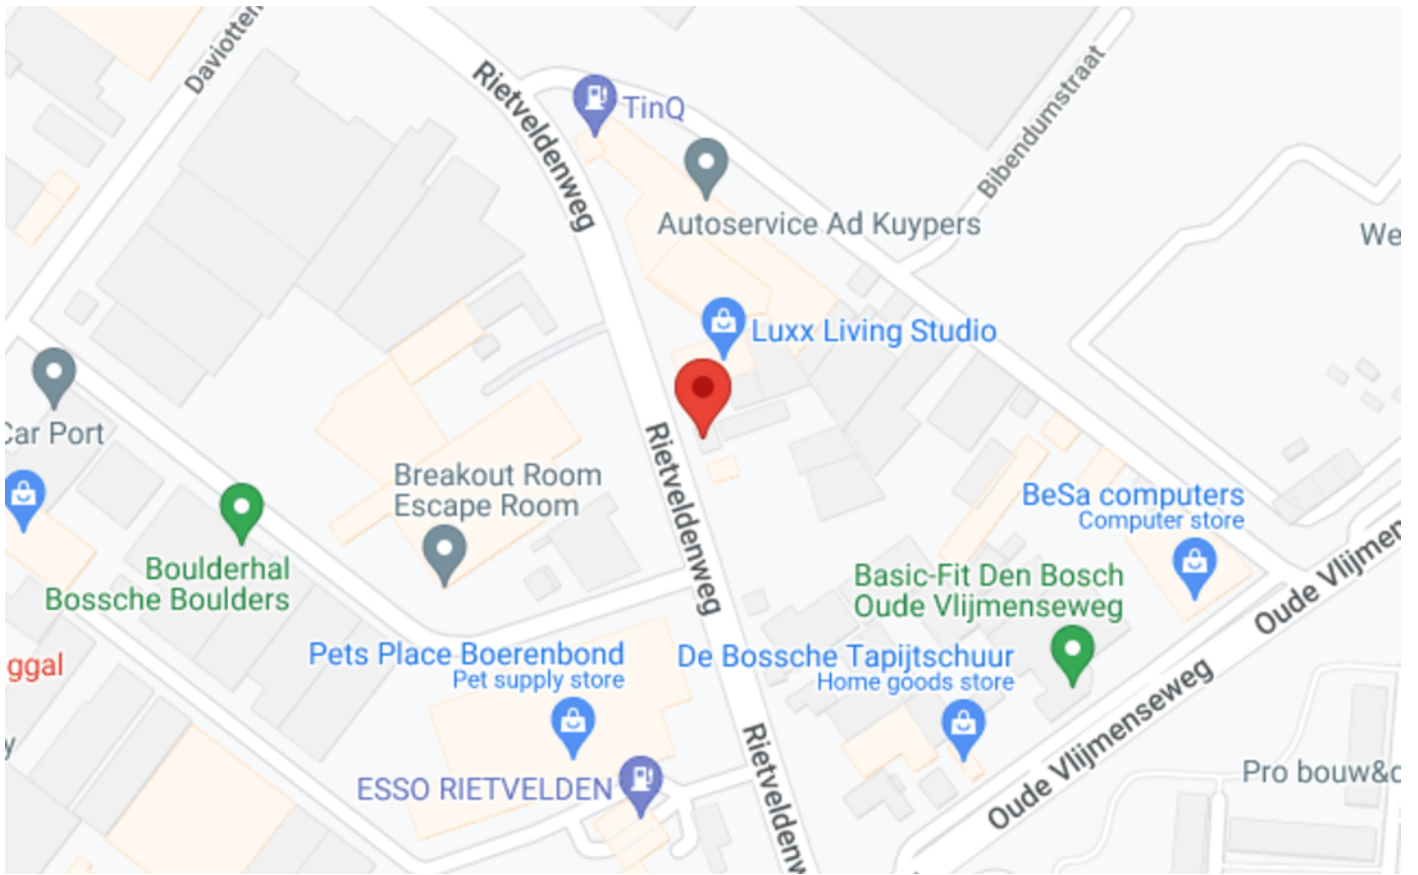 Daviotten
Rietveldenweg
TinQ
Bibendumstraat
Autoservice Ad Kuypers
We
Luxx Living Studio
Car Port
Rietveldenweg
Breakout Room
Escape Room
BeSa computers
Computer store
Boulderhal
Bossche Boulders
Basic-Fit Den Bosch
Oude Vlijmenseweg
Oude Vlijmen
ggal
Pets Place Boerenbond
Pet supply store
De Bossche Tapijtschuur
Home goods store
Oude Vlijmenseweg
y
ESSO RIETVELDEN
Rietveldenw
Pro bouw&